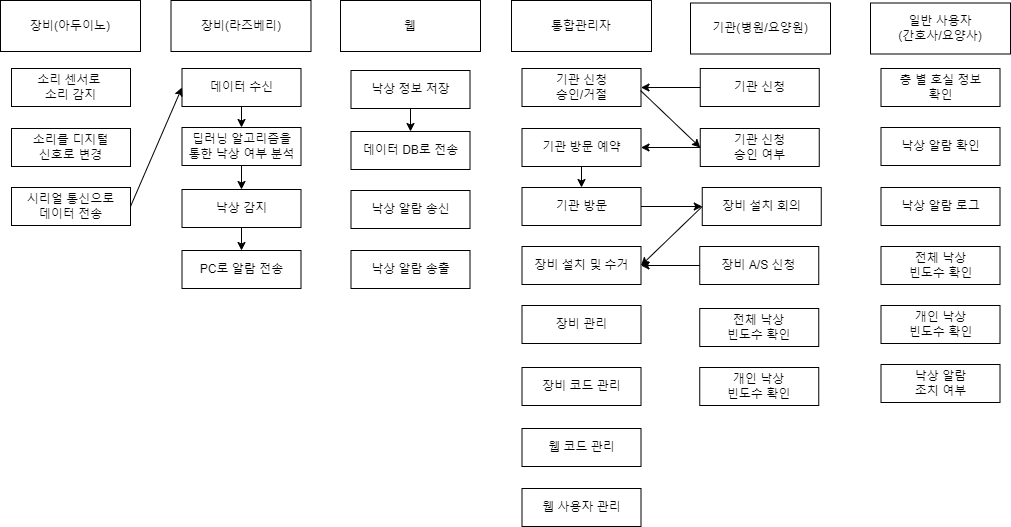 장비(아두이노)
소리 센서로
소리 감지
소리를 디지털
신호로 변경
시리얼 통신으로
데이터 전송
장비(라즈베리)
데이터 수신
딥러닝 알고리즘을
통한 낙상 여부 분석
낙상 감지
PC로 알람 전송
웹
낙상 정보 저장
데이터 DB로 전송
낙상 알람 송신
낙상 알람 송출
통합관리자
기관 신청
승인/거절
기관 방문 예약
기관 방문
장비 설치 및 수거
장비 관리
장비 코드 관리
웹 코드 관리
웹 사용자 관리
기관(병원/요양원)
기관 신청
기관 신청
승인 여부
장비 설치 회의
장비 A/S 신청
전체 낙상
빈도수 확인
개인 낙상
빈도수 확인
일반 사용자
(간호사/요양사)
층 별 호실 정보
확인
낙상 알람 확인
낙상 알람 로그
전체 낙상
빈도수 확인
개인 낙상
빈도수 확인
낙상 알람
조치 여부